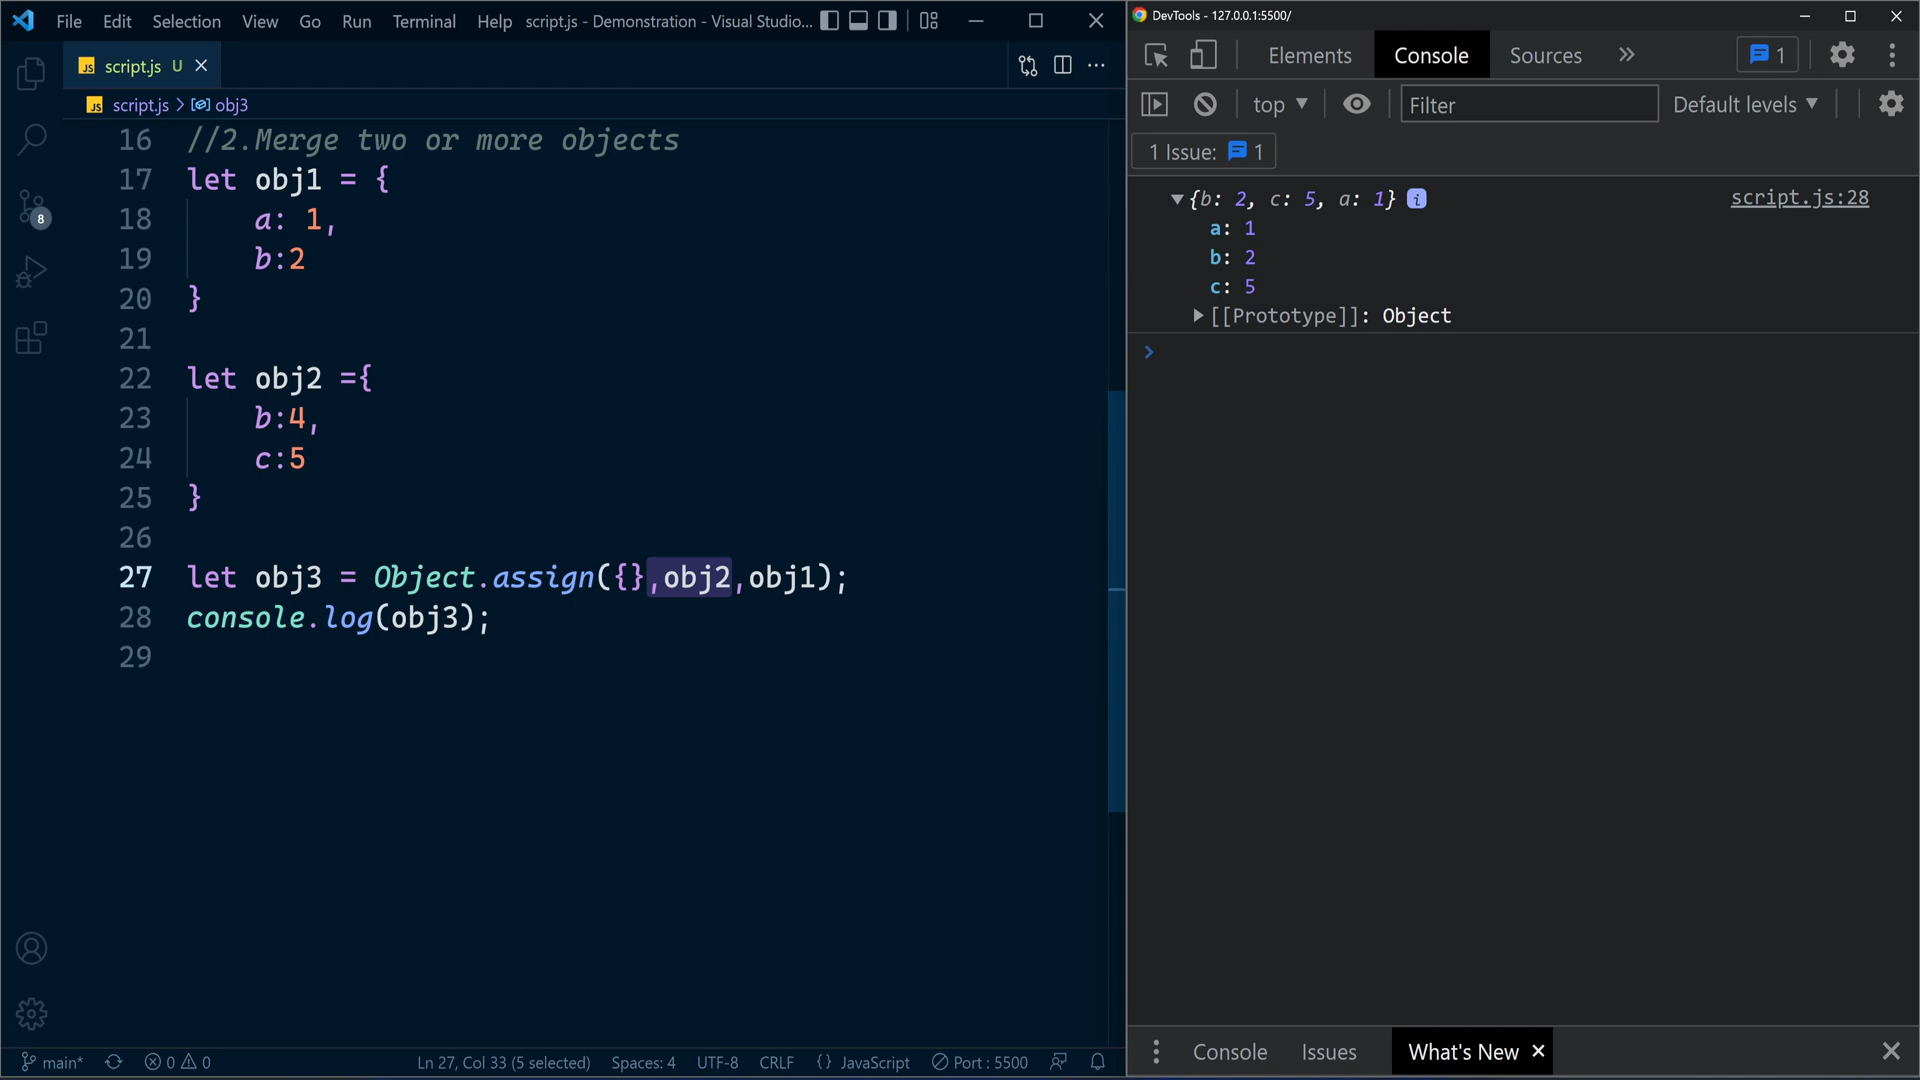 File Edit Selection View Go Run Terminal Help script.js - Demonstration - Visual Studio...
JS script.js U
JS script.js > obj3
8
16 //2.Merge two or more objects
17 let obj1 = {
18 a: 1,
19 b:2
20 }
21
22 let obj2 ={
23 b:4,
24 c:5
25 }
26
27 let obj3 = Object.assign({},obj2,obj1);
28 console.log(obj3);
29
main* 0 0 Ln 27, Col 33 (5 selected) Spaces: 4 UTF-8 CRLF {} JavaScript Port : 5500
DevTools - 127.0.0.1:5500/
Elements Console Sources » 1
top Filter Default levels
1 Issue: 1
{b: 2, c: 5, a: 1} i script.js:28
a: 1
b: 2
c: 5
[[Prototype]]: Object
>
Console Issues What's New